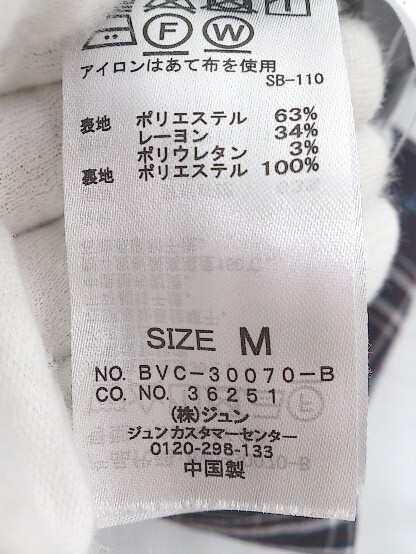 F W
アイロンはあて布を使用
SB-110
表地 ポリエステル 63%
レーヨン 34%
ポリウレタン 3%
裏地 ポリエステル 100%
SIZE M
NO. BVC-30070-B
CO. NO. 36251
(株)ジュン
ジュンカスタマーセンター
0120-298-133
中国製